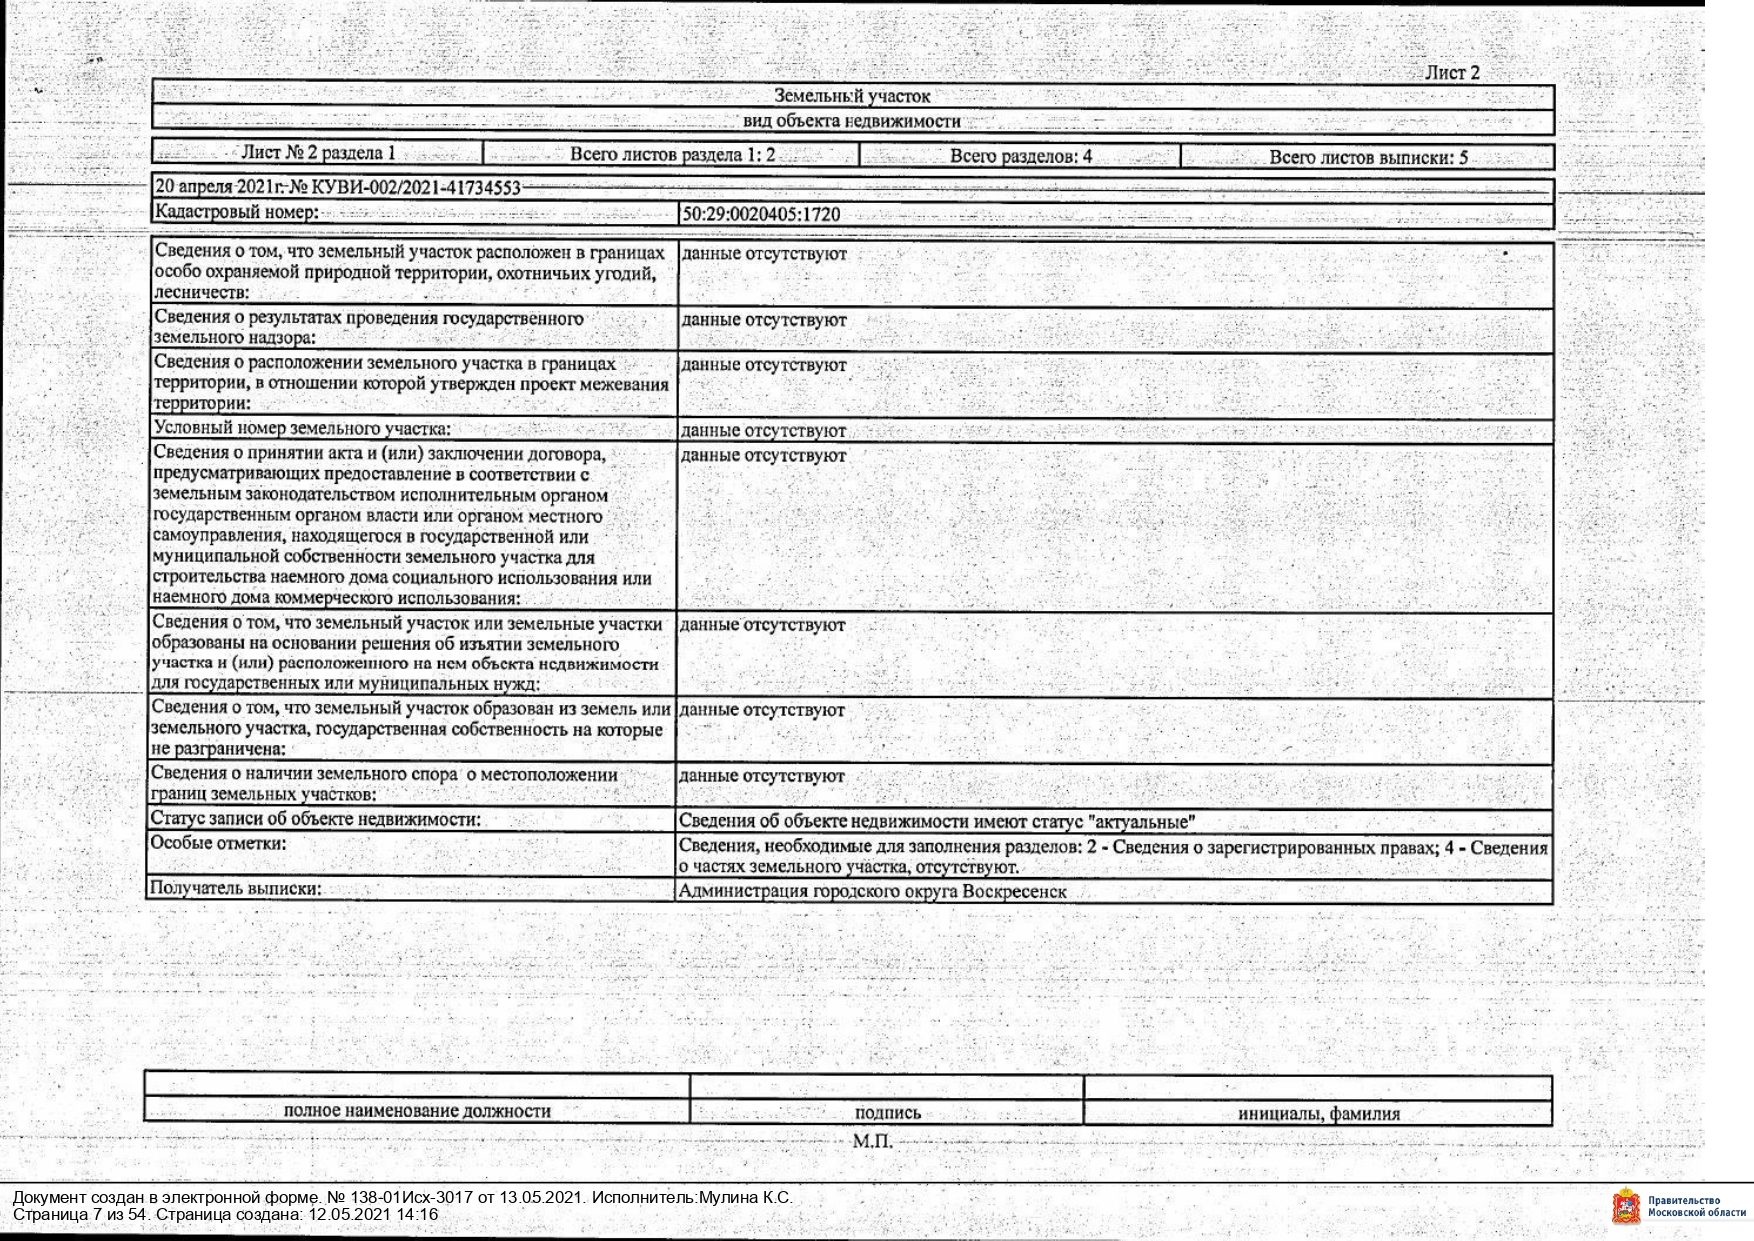 Лист 2
Земельный участок
вид объекта недвижимости
Лист № 2 раздела 1 Всего листов раздела 1: 2 Всего разделов: 4 Всего листов выписки: 5
20 апреля 2021г. № КУВИ-002/2021-41734553
Кадастровый номер: 50:29:0020405:1720
Сведения о том, что земельный участок расположен в границах данные отсутствуют
особо охраняемой природной территории, охотничьих угодий,
лесничеств:
Сведения о результатах проведения государственного данные отсутствуют
земельного надзора:
Сведения о расположении земельного участка в границах данные отсутствуют
территории, в отношении которой утвержден проект межевания
территории:
Условный номер земельного участка: данные отсутствуют
Сведения о принятии акта и (или) заключении договора, данные отсутствуют
предусматривающих предоставление в соответствии с
земельным законодательством исполнительным органом
государственным органом власти или органом местного
самоуправления, находящегося в государственной или
муниципальной собственности земельного участка для
строительства наемного дома социального использования или
наемного дома коммерческого использования:
Сведения о том, что земельный участок или земельные участки данные отсутствуют
образованы на основании решения об изъятии земельного
участка и (или) расположенного на нем объекта недвижимости
для государственных или муниципальных нужд:
Сведения о том, что земельный участок образован из земель или данные отсутствуют
земельного участка, государственная собственность на которые
не разграничена:
Сведения о наличии земельного спора о местоположении данные отсутствуют
границ земельных участков:
Статус записи об объекте недвижимости: Сведения об объекте недвижимости имеют статус "актуальные"
Особые отметки: Сведения, необходимые для заполнения разделов: 2 - Сведения о зарегистрированных правах; 4 - Сведения
о частях земельного участка, отсутствуют.
Получатель выписки: Администрация городского округа Воскресенск
полное наименование должности подпись инициалы, фамилия
М.П.
Документ создан в электронной форме. № 138-01Исх-3017 от 13.05.2021. Исполнитель:Мулина К.С.
Страница 7 из 54. Страница создана: 12.05.2021 14:16
Правительство
Московской области